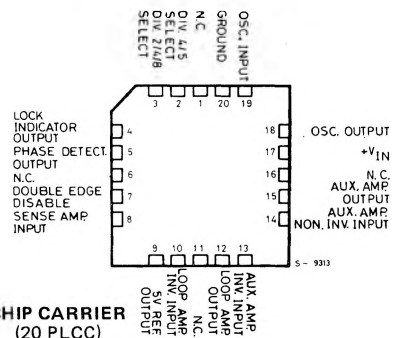 DIV. 2/4/8
SELECT
DIV. 4/5
SELECT
N.C.
GROUND
OSC. INPUT
3 2 1 20 19
LOCK
INDICATOR
OUTPUT
4
PHASE DETECT.
OUTPUT
5
N.C.
6
DOUBLE EDGE
DISABLE
7
SENSE AMP.
INPUT
8
18
OSC. OUTPUT
17
+VIN
16
N.C.
15
AUX. AMP.
OUTPUT
14
AUX. AMP.
NON. INV. INPUT
9 10 11 12 13
5V REF
OUTPUT
LOOP AMP.
INV. INPUT
N.C.
LOOP AMP.
OUTPUT
AUX. AMP.
INV. INPUT
S - 9313
HIP CARRIER
(20 PLCC)